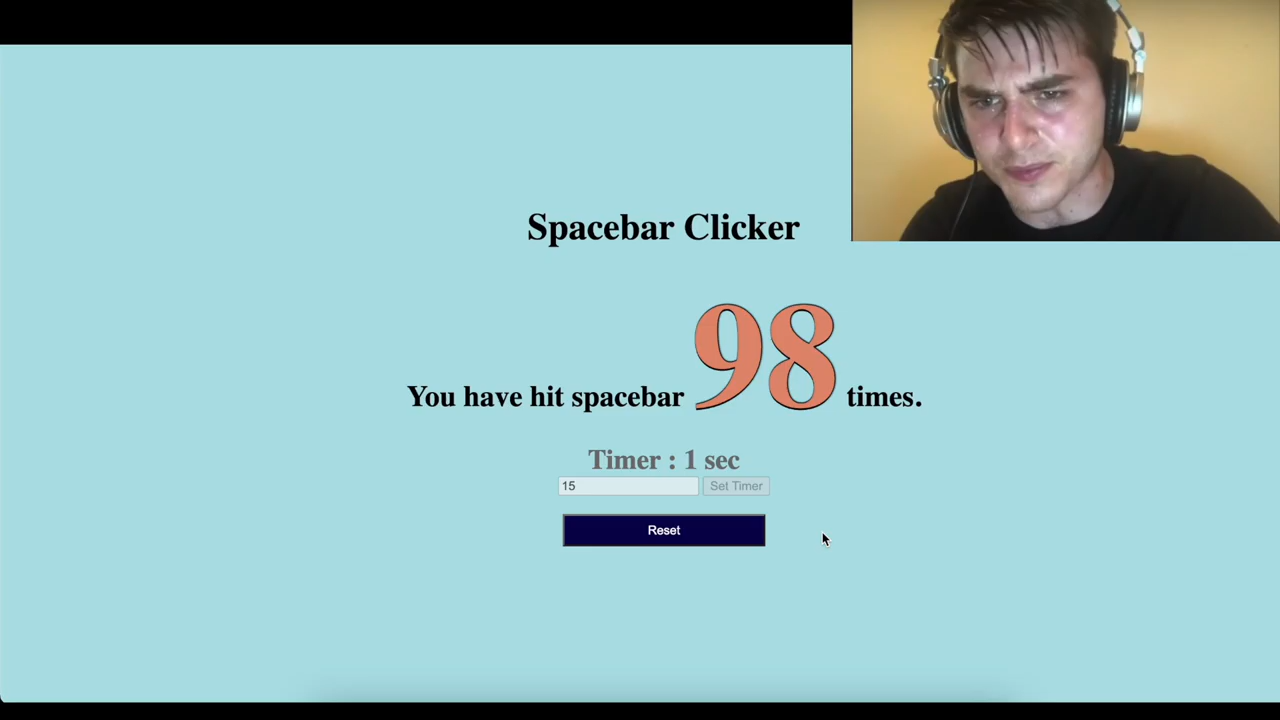 Spacebar Clicker
You have hit spacebar 98 times.
Timer : 1 sec
15 Set Timer
Reset